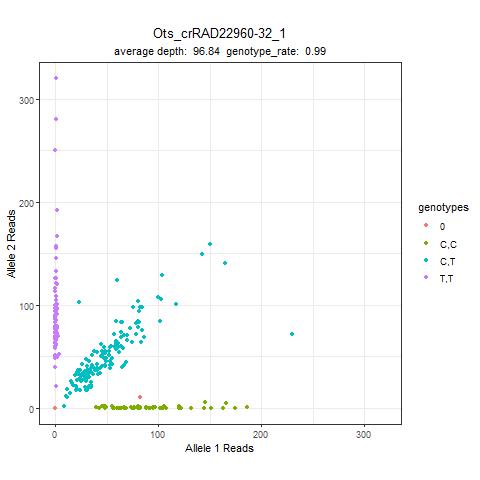 Ots_crRAD22960-32_1
average depth: 96.84 genotype_rate: 0.99
300
200
100
0
Allele 2 Reads
0 100 200 300
Allele 1 Reads
genotypes
0
C,C
C,T
T,T